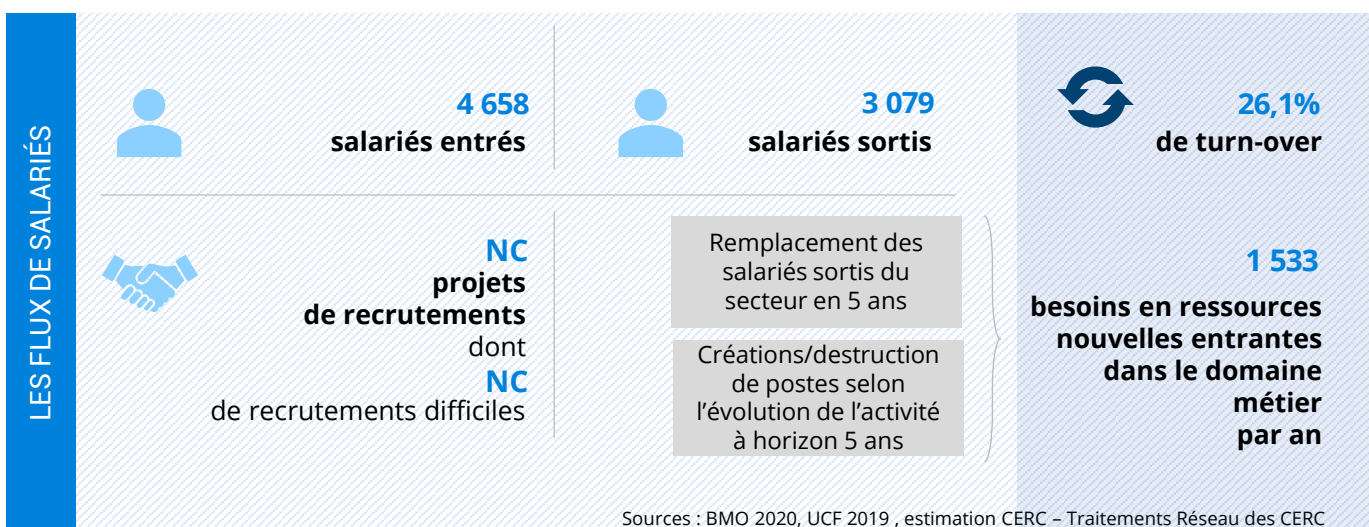 LES FLUX DE SALARIÉS
4 658
salariés entrés
3 079
salariés sortis
26,1%
de turn-over
NC
projets
de recrutements
dont
NC
de recrutements difficiles
Remplacement des
salariés sortis du
secteur en 5 ans
Créations/destruction
de postes selon
l’évolution de l’activité
à horizon 5 ans
1 533
besoins en ressources
nouvelles entrantes
dans le domaine
métier
par an
Sources : BMO 2020, UCF 2019 , estimation CERC – Traitements Réseau des CERC